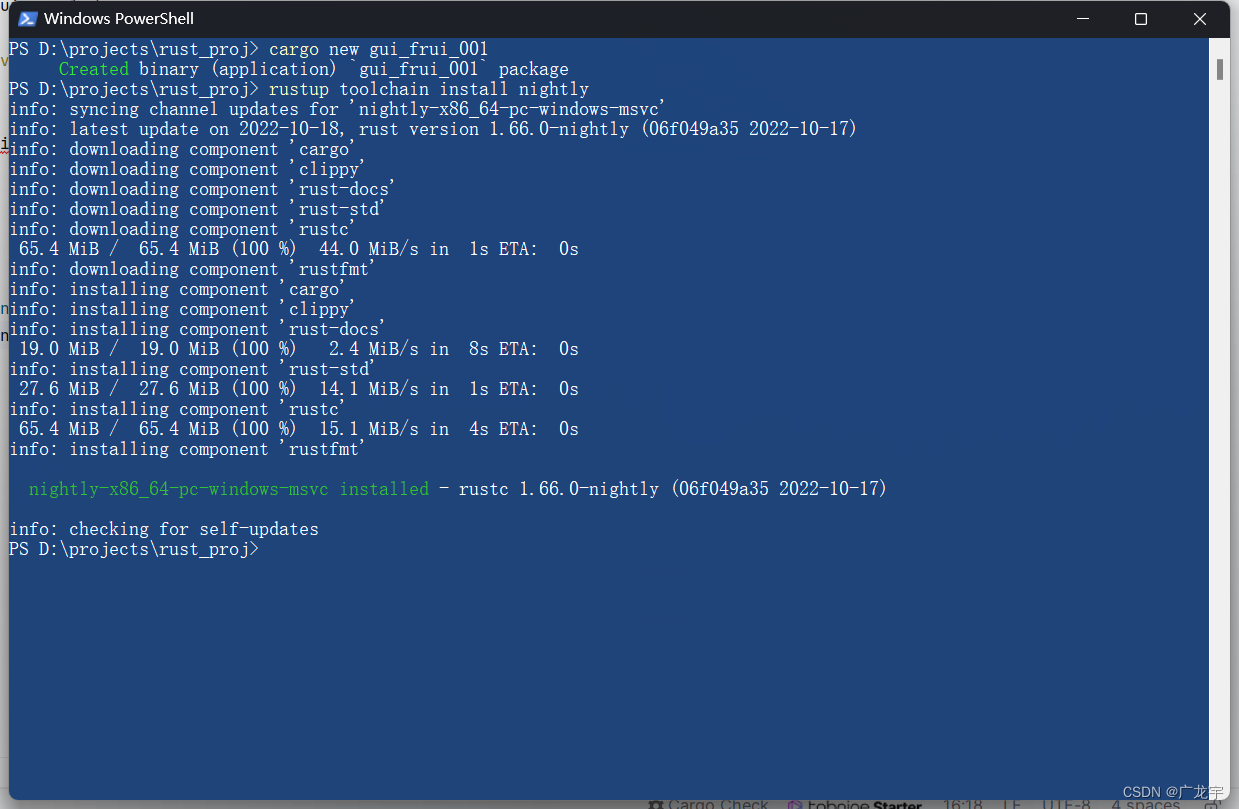 Windows PowerShell
PS D:\projects\rust_proj> cargo new gui_frui_001
Created binary (application) `gui_frui_001` package
PS D:\projects\rust_proj> rustup toolchain install nightly
info: syncing channel updates for 'nightly-x86_64-pc-windows-msvc'
info: latest update on 2022-10-18, rust version 1.66.0-nightly (06f049a35 2022-10-17)
info: downloading component 'cargo'
info: downloading component 'clippy'
info: downloading component 'rust-docs'
info: downloading component 'rust-std'
info: downloading component 'rustc'
65.4 MiB / 65.4 MiB (100 %) 44.0 MiB/s in 1s ETA: 0s
info: downloading component 'rustfmt'
info: installing component 'cargo'
info: installing component 'clippy'
info: installing component 'rust-docs'
19.0 MiB / 19.0 MiB (100 %) 2.4 MiB/s in 8s ETA: 0s
info: installing component 'rust-std'
27.6 MiB / 27.6 MiB (100 %) 14.1 MiB/s in 1s ETA: 0s
info: installing component 'rustc'
65.4 MiB / 65.4 MiB (100 %) 15.1 MiB/s in 4s ETA: 0s
info: installing component 'rustfmt'
nightly-x86_64-pc-windows-msvc installed - rustc 1.66.0-nightly (06f049a35 2022-10-17)
info: checking for self-updates
PS D:\projects\rust_proj>
CSDN @广龙宇
Cargo Check Starter 16:18 LF UTF-8 4 spaces